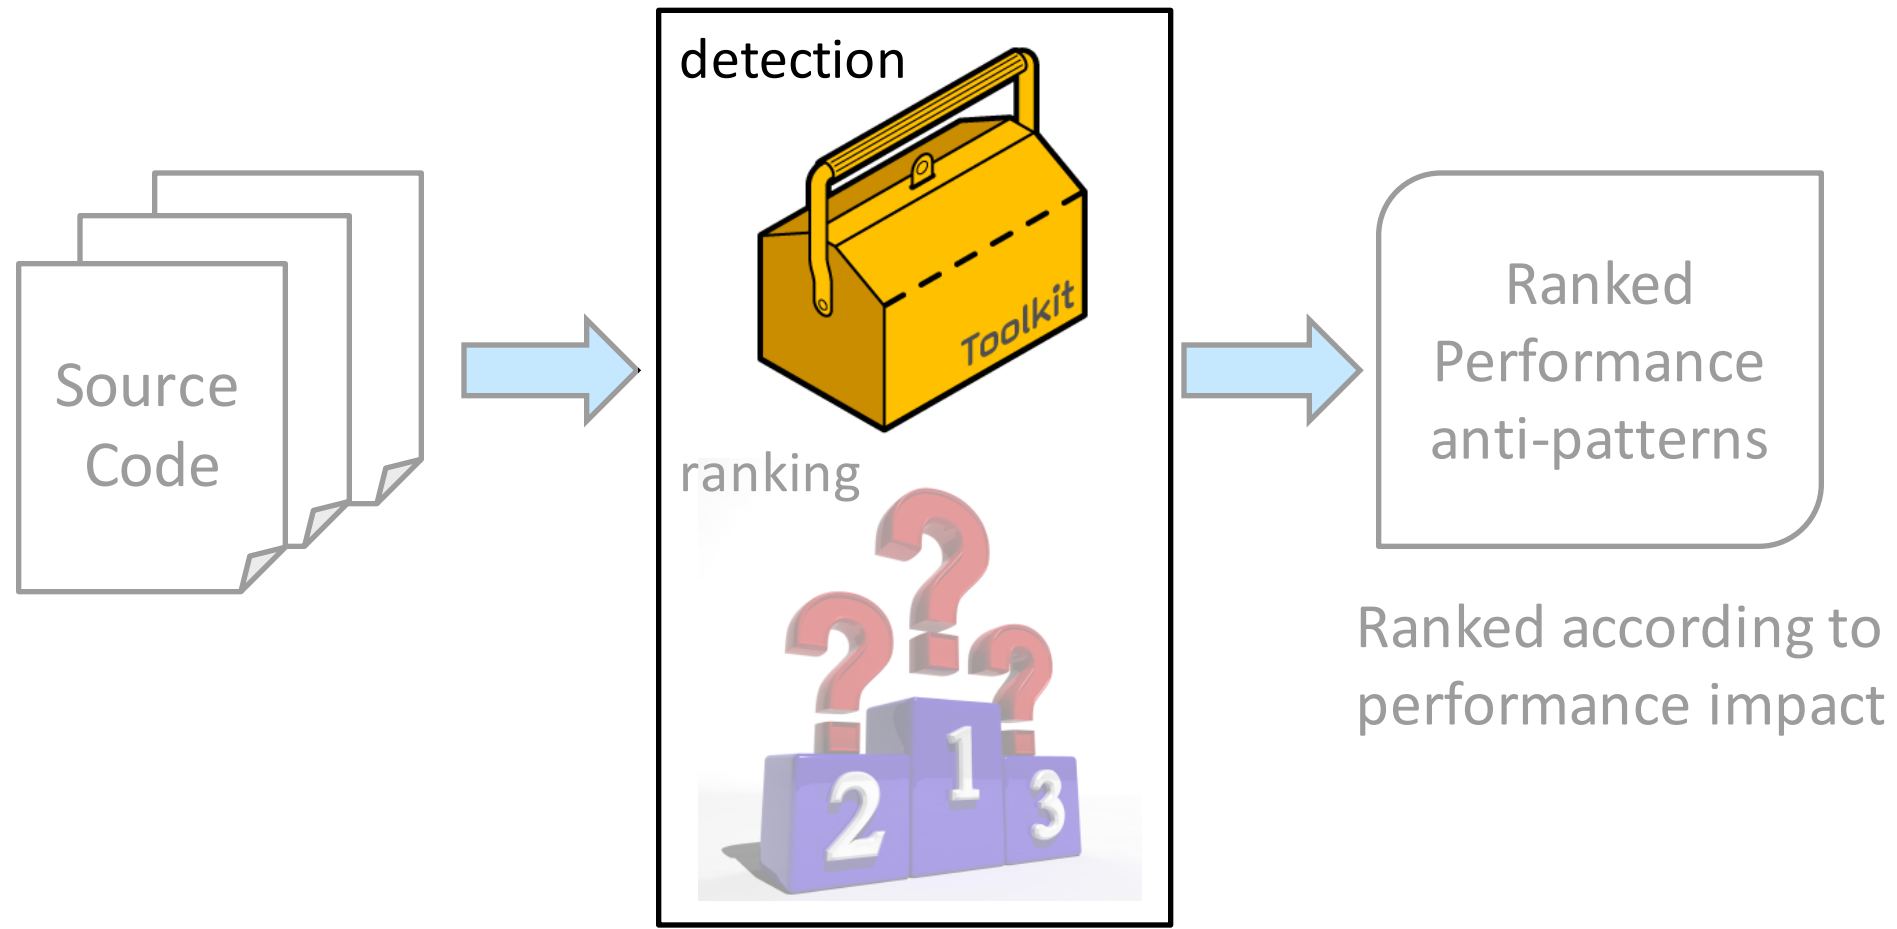 Source
Code
detection
Toolkit
ranking
2
1
3
Ranked
Performance
anti-patterns
Ranked according to
performance impact